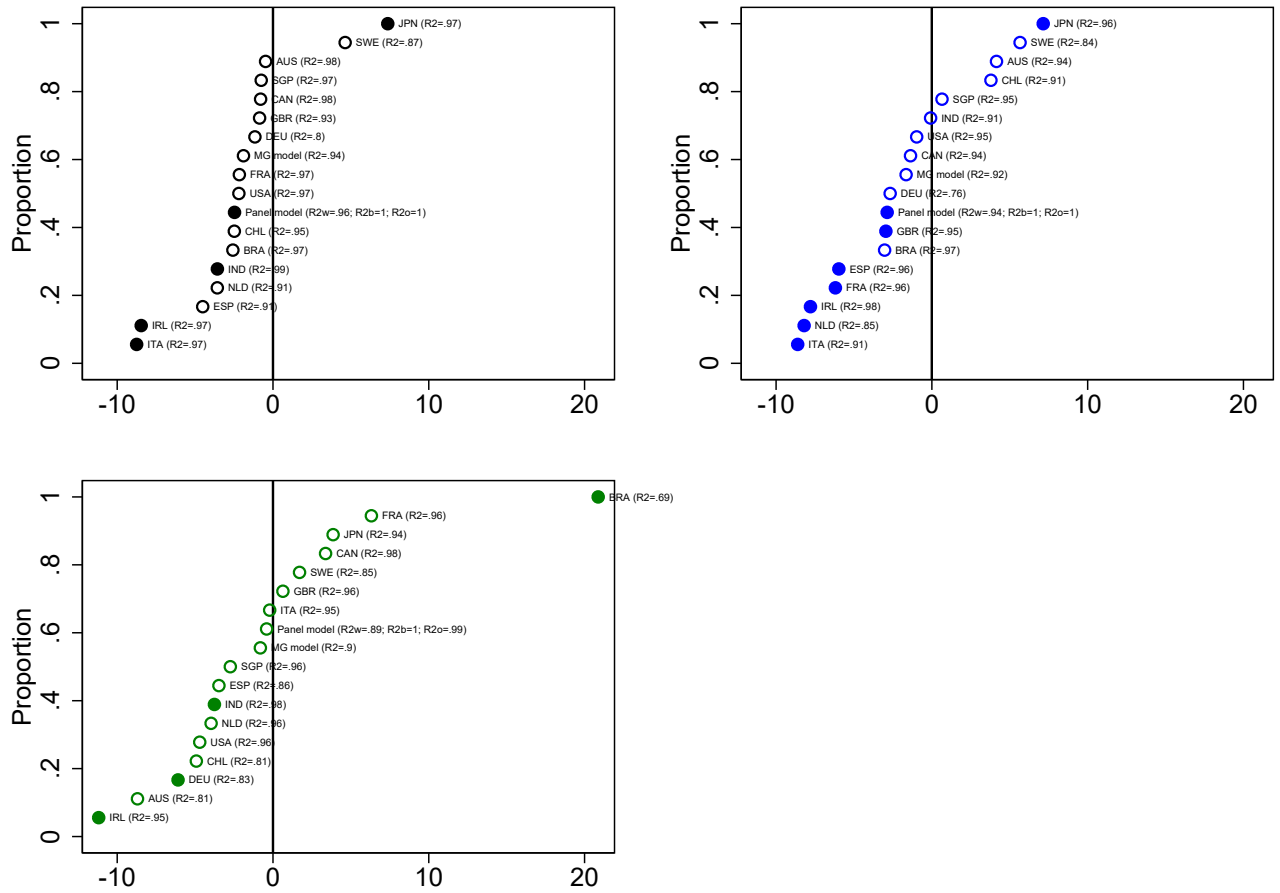 Proportion
1
.8
.6
.4
.2
0
JPN (R2=.97)
SWE (R2=.87)
AUS (R2=.98)
SGP (R2=.97)
CAN (R2=.98)
GBR (R2=.93)
DEU (R2=.8)
MG model (R2=.94)
FRA (R2=.97)
USA (R2=.97)
Panel model (R2w=.96; R2b=1; R2o=1)
CHL (R2=.95)
BRA (R2=.97)
IND (R2=.99)
NLD (R2=.91)
ESP (R2=.91)
IRL (R2=.97)
ITA (R2=.97)
-10 0 10 20
Proportion
1
.8
.6
.4
.2
0
JPN (R2=.96)
SWE (R2=.84)
AUS (R2=.94)
CHL (R2=.91)
SGP (R2=.95)
IND (R2=.91)
USA (R2=.95)
CAN (R2=.94)
MG model (R2=.92)
DEU (R2=.76)
Panel model (R2w=.94; R2b=1; R2o=1)
GBR (R2=.95)
BRA (R2=.97)
ESP (R2=.96)
FRA (R2=.96)
IRL (R2=.98)
NLD (R2=.85)
ITA (R2=.91)
-10 0 10 20
Proportion
1
.8
.6
.4
.2
0
BRA (R2=.69)
FRA (R2=.96)
JPN (R2=.94)
CAN (R2=.98)
SWE (R2=.85)
GBR (R2=.96)
ITA (R2=.95)
Panel model (R2w=.89; R2b=1; R2o=.99)
MG model (R2=.9)
SGP (R2=.96)
ESP (R2=.86)
IND (R2=.98)
NLD (R2=.96)
USA (R2=.96)
CHL (R2=.81)
DEU (R2=.83)
AUS (R2=.81)
IRL (R2=.95)
-10 0 10 20